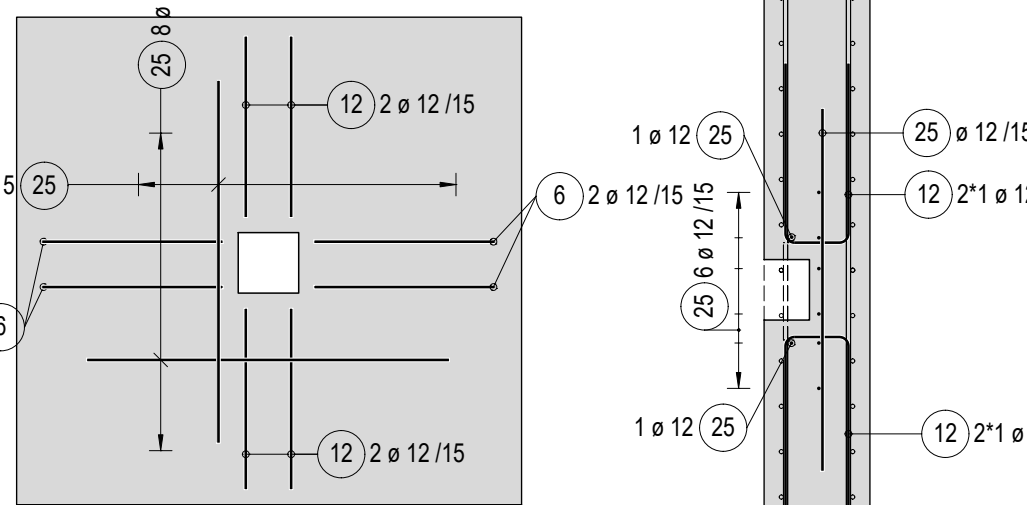 25 8 ø
12 2 ø 12 /15
5 25
6 2 ø 12 /15
6
12 2 ø 12 /15
1 ø 12 25
25 ø 12 /15
12 2*1 ø 12
25 6 ø 12 /15
1 ø 12 25
12 2*1 ø